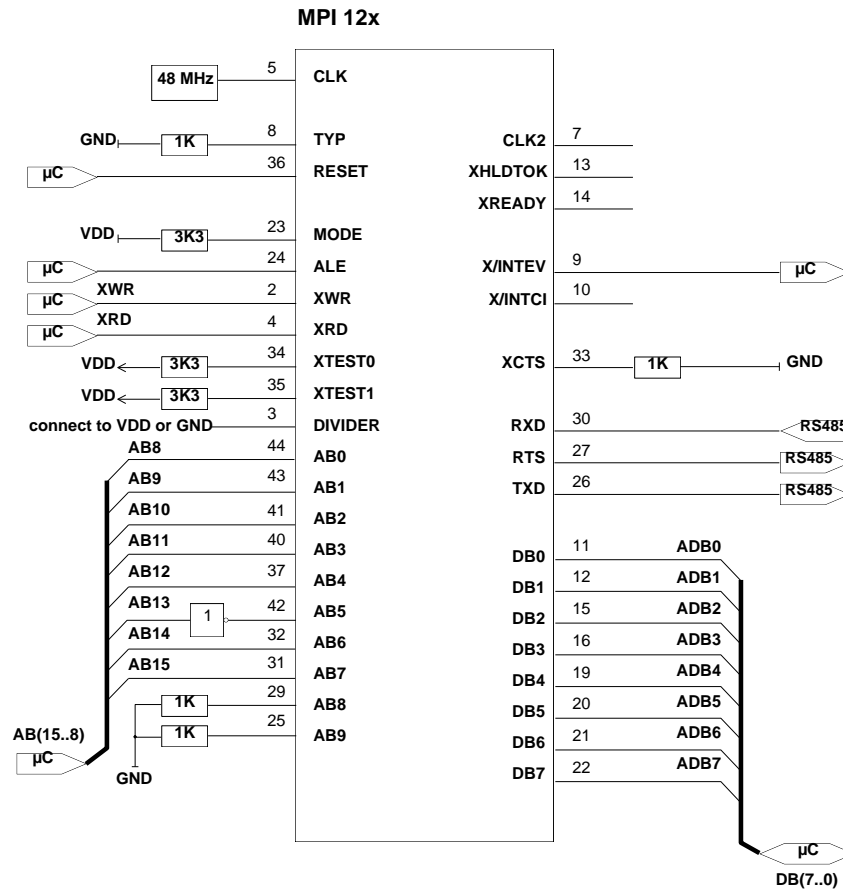 MPI 12x
48 MHz 5 CLK
GND 1K 8 TYP
CLK2 7
µC 36 RESET
XHLDTOK 13
XREADY 14
VDD 3K3 23 MODE
µC 24 ALE
X/INTEV 9 µC
µC XWR 2 XWR
X/INTCI 10
µC XRD 4 XRD
VDD 3K3 34 XTEST0
XCTS 33 1K GND
VDD 3K3 35 XTEST1
connect to VDD or GND 3 DIVIDER
RXD 30 RS485
AB8 44 AB0
RTS 27 RS485
AB9 43 AB1
TXD 26 RS485
AB10 41 AB2
AB11 40 AB3
DB0 11 ADB0
AB12 37 AB4
DB1 12 ADB1
AB13 1 42 AB5
DB2 15 ADB2
AB14 32 AB6
DB3 16 ADB3
AB15 31 AB7
DB4 19 ADB4
1K 29 AB8
DB5 20 ADB5
1K 25 AB9
DB6 21 ADB6
AB(15..8)
µC
DB7 22 ADB7
GND
µC
DB(7..0)